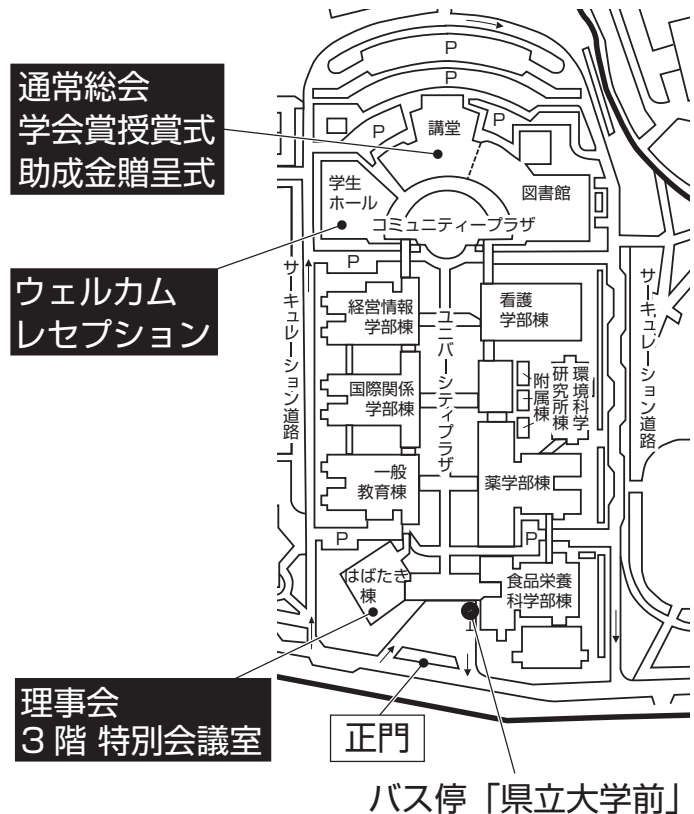 P
P
通常総会
学会賞授賞式
助成金贈呈式
P
講堂
P
学生
ホール
図書館
コミュニティープラザ
ウェルカム
レセプション
P
サーキュレーション道路
経営情報
学部棟
ユニバーシティプラザ
看護
学部棟
サーキュレーション道路
国際関係
学部棟
附属棟
環境科学
研究所棟
一般
教育棟
薬学部棟
P
P
はばたき
棟
食品栄養
科学部棟
理事会
3階 特別会議室
正門
バス停「県立大学前」